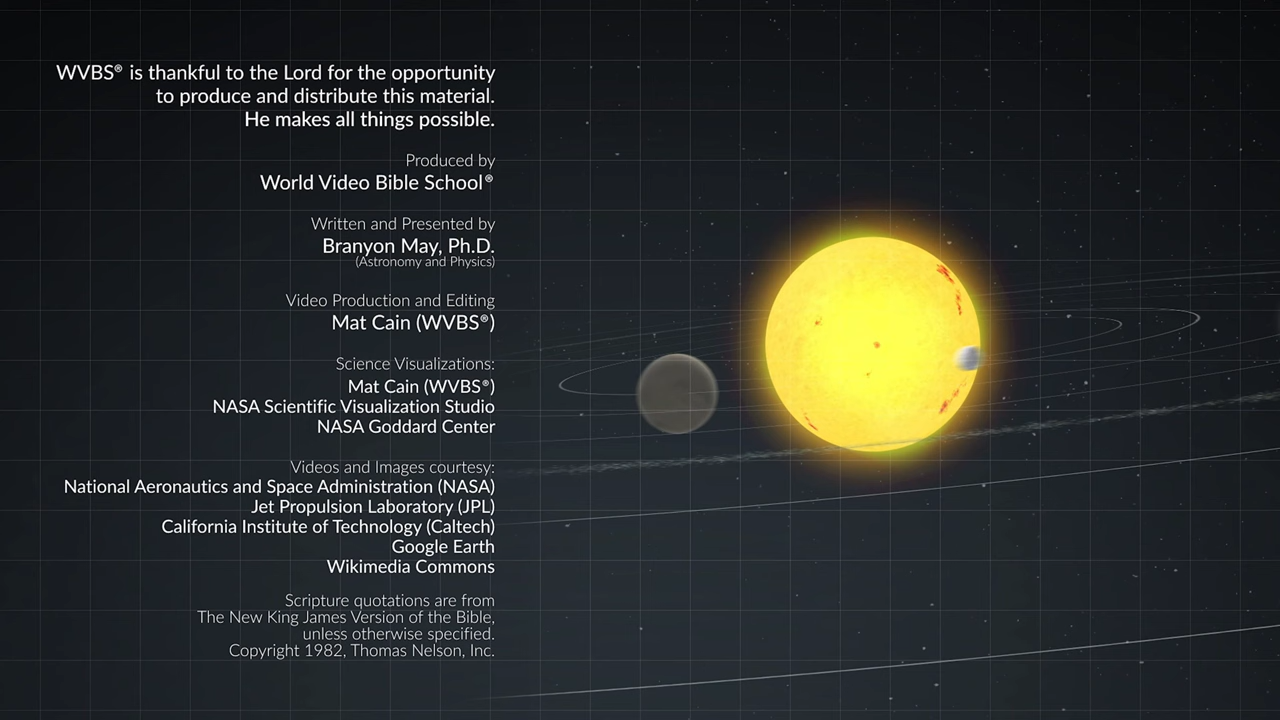 WVBS® is thankful to the Lord for the opportunity
to produce and distribute this material.
He makes all things possible.
Produced by
World Video Bible School®
Written and Presented by
Branyon May, Ph.D.
(Astronomy and Physics)
Video Production and Editing
Mat Cain (WVBS®)
Science Visualizations:
Mat Cain (WVBS®)
NASA Scientific Visualization Studio
NASA Goddard Center
Videos and Images courtesy:
National Aeronautics and Space Administration (NASA)
Jet Propulsion Laboratory (JPL)
California Institute of Technology (Caltech)
Google Earth
Wikimedia Commons
Scripture quotations are from
The New King James Version of the Bible,
unless otherwise specified.
Copyright 1982, Thomas Nelson, Inc.